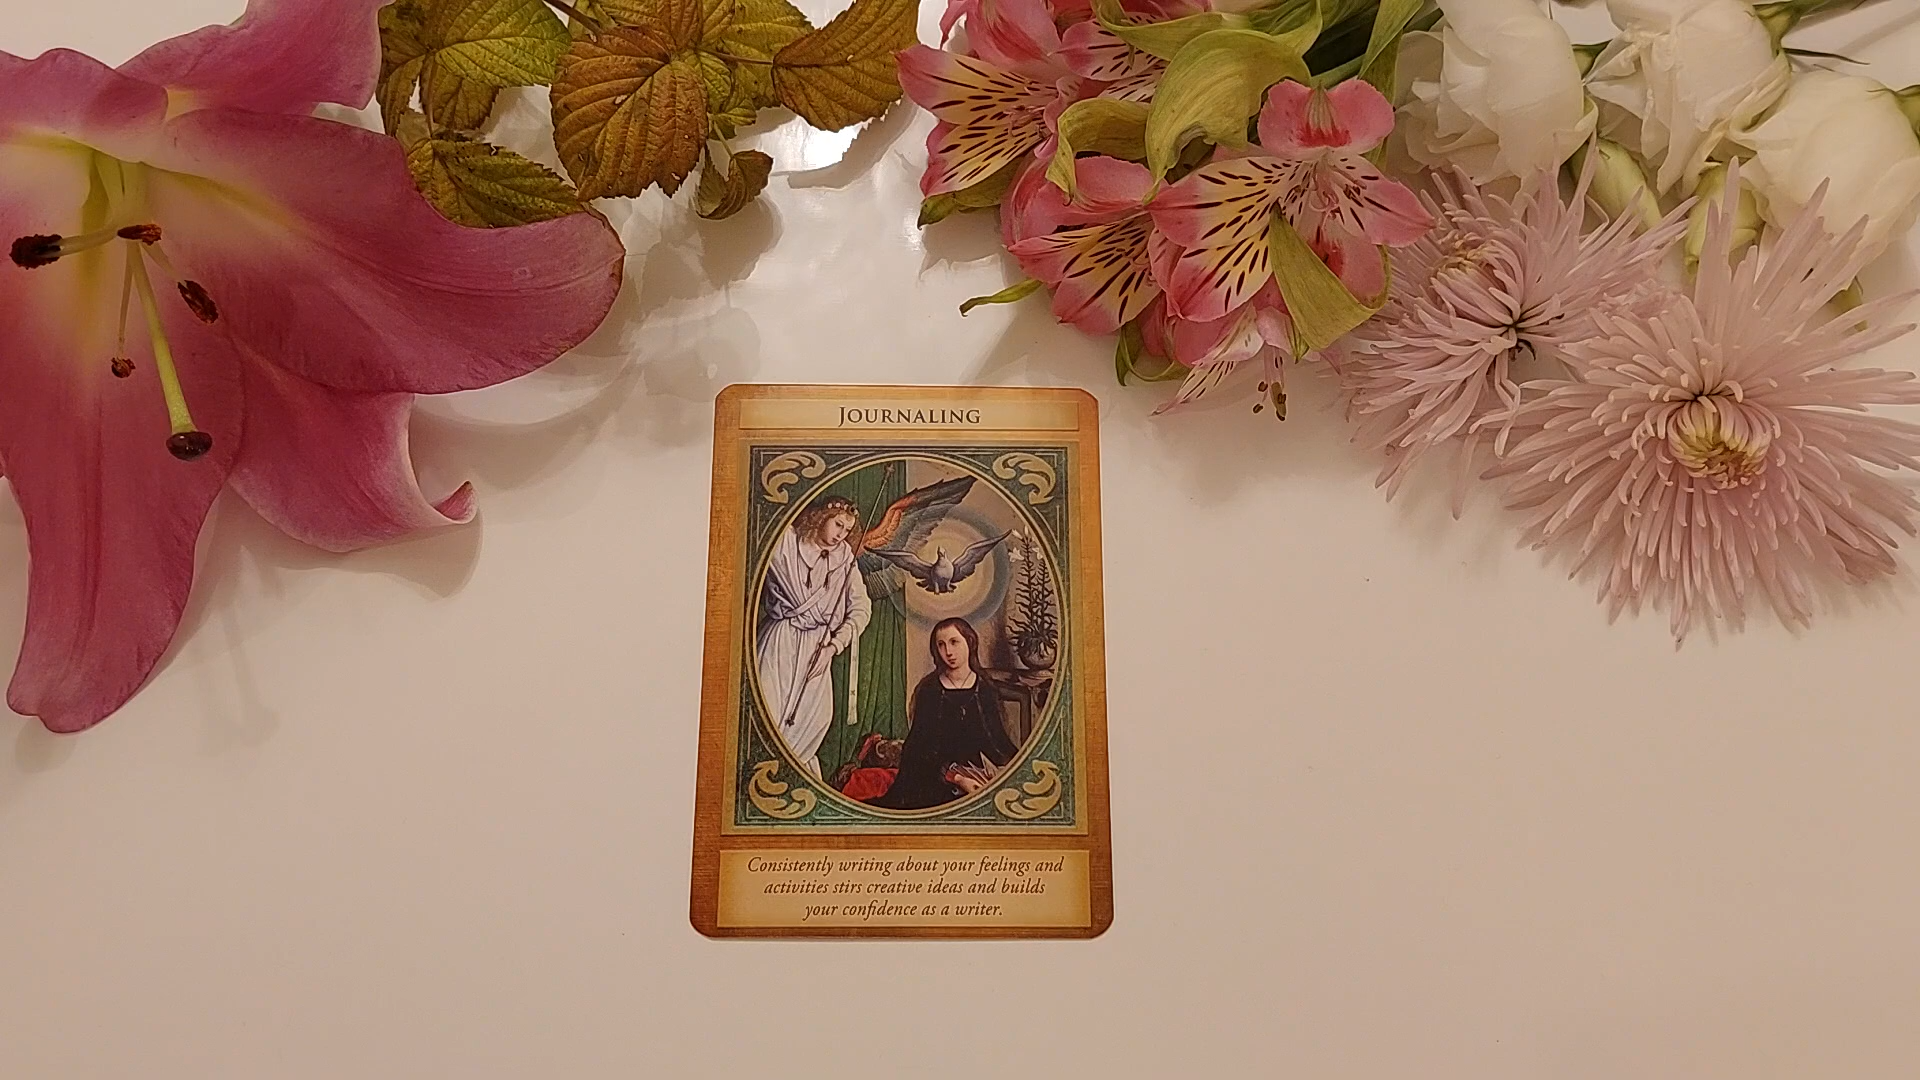 JOURNALING
Consistently writing about your feelings and
activities stirs creative ideas and builds
your confidence as a writer.